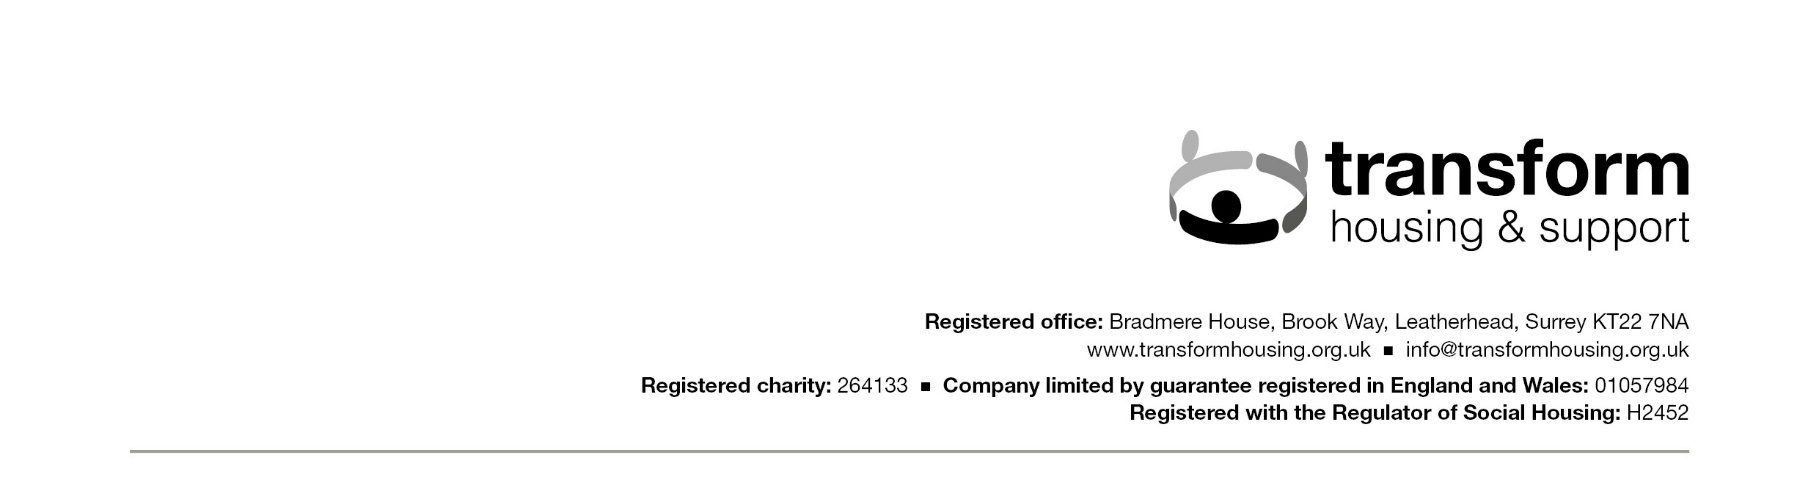 transform
housing & support
Registered office: Bradmere House, Brook Way, Leatherhead, Surrey KT22 7NA
www.transformhousing.org.uk ■ info@transformhousing.org.uk
Registered charity: 264133 ■ Company limited by guarantee registered in England and Wales: 01057984
Registered with the Regulator of Social Housing: H2452